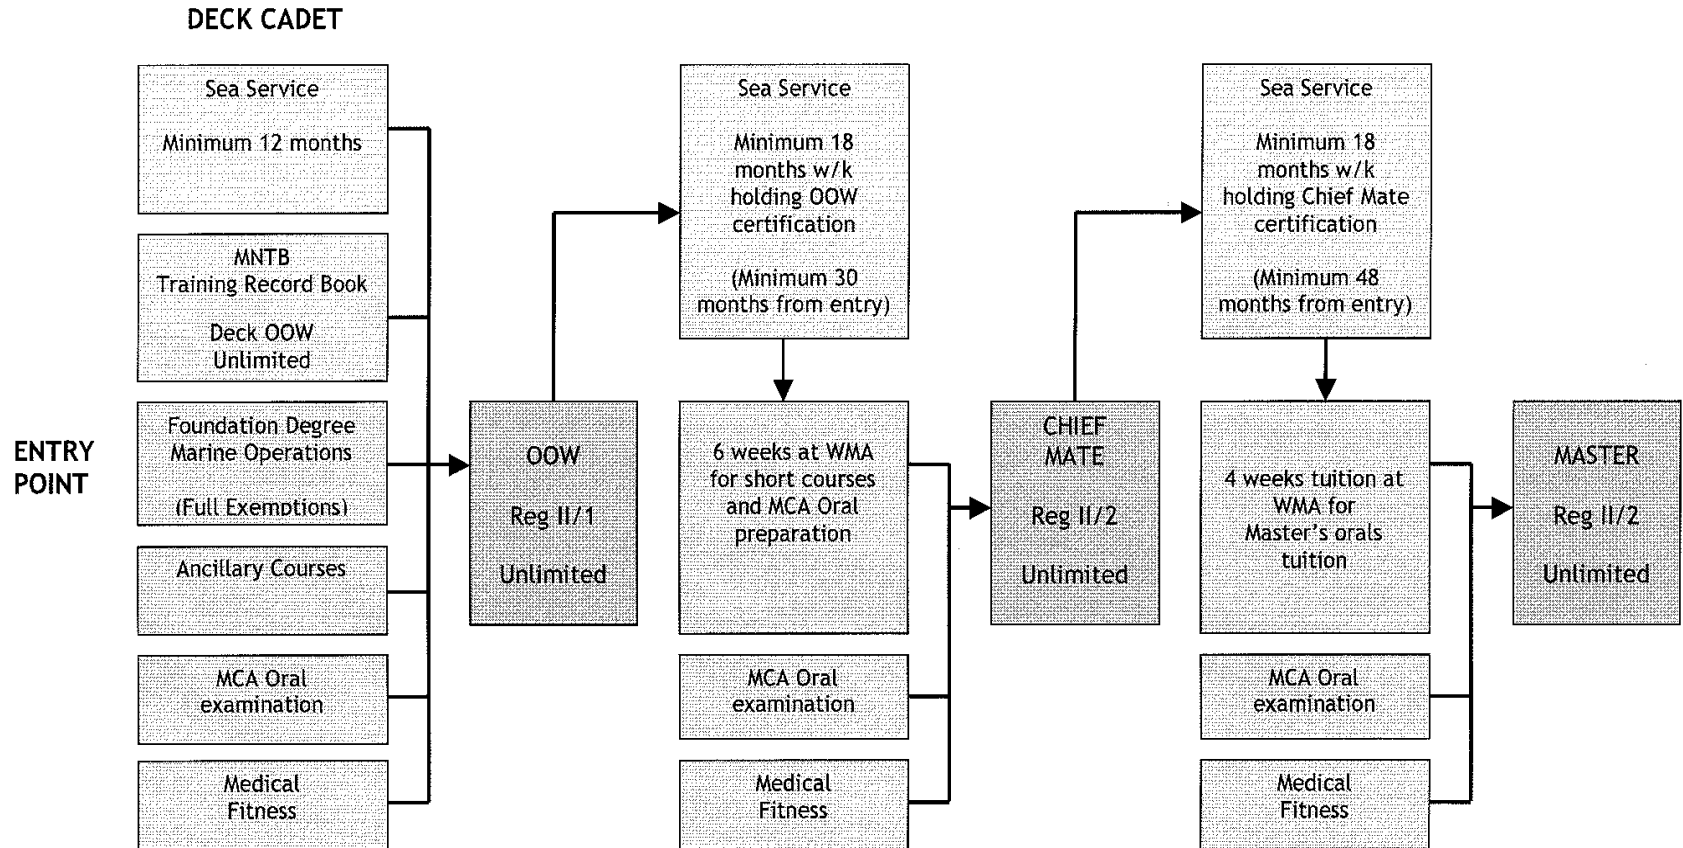 DECK CADET
ENTRY
POINT
Sea Service
Minimum 12 months
MNTB
Training Record Book
Deck OOW
Unlimited
Foundation Degree
Marine Operations
(Full Exemptions)
Ancillary Courses
MCA Oral
examination
Medical
Fitness
OOW
Reg II/1
Unlimited
Sea Service
Minimum 18
months w/k
holding OOW
certification
(Minimum 30
months from entry)
6 weeks at WMA
for short courses
and MCA Oral
preparation
MCA Oral
examination
Medical
Fitness
CHIEF
MATE
Reg II/2
Unlimited
Sea Service
Minimum 18
months w/k
holding Chief Mate
certification
(Minimum 48
months from entry)
4 weeks tuition at
WMA for
Master's orals
tuition
MCA Oral
examination
Medical
Fitness
MASTER
Reg II/2
Unlimited